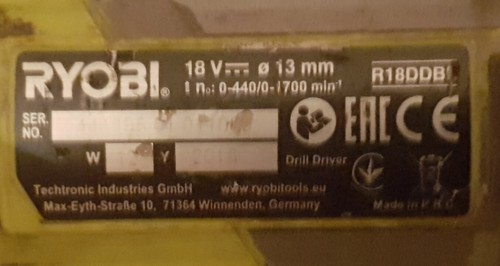 RYOBI® 18 V⎓ ø 13 mm R18DDB
n₀: 0-440/0-1700 min⁻¹
SER. NO.
W Y
EAC CE
Drill Driver
Techtronic Industries GmbH www.ryobitools.eu
Max-Eyth-Straße 10, 71364 Winnenden, Germany Made in P.R.C.